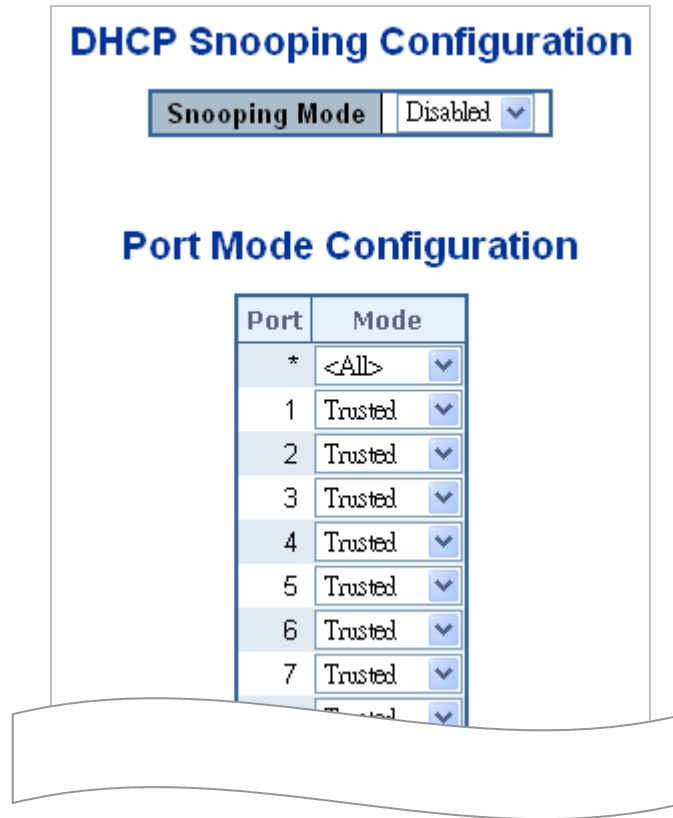 DHCP Snooping Configuration
Snooping Mode Disabled
Port Mode Configuration
Port Mode
* <All>
1 Trusted
2 Trusted
3 Trusted
4 Trusted
5 Trusted
6 Trusted
7 Trusted